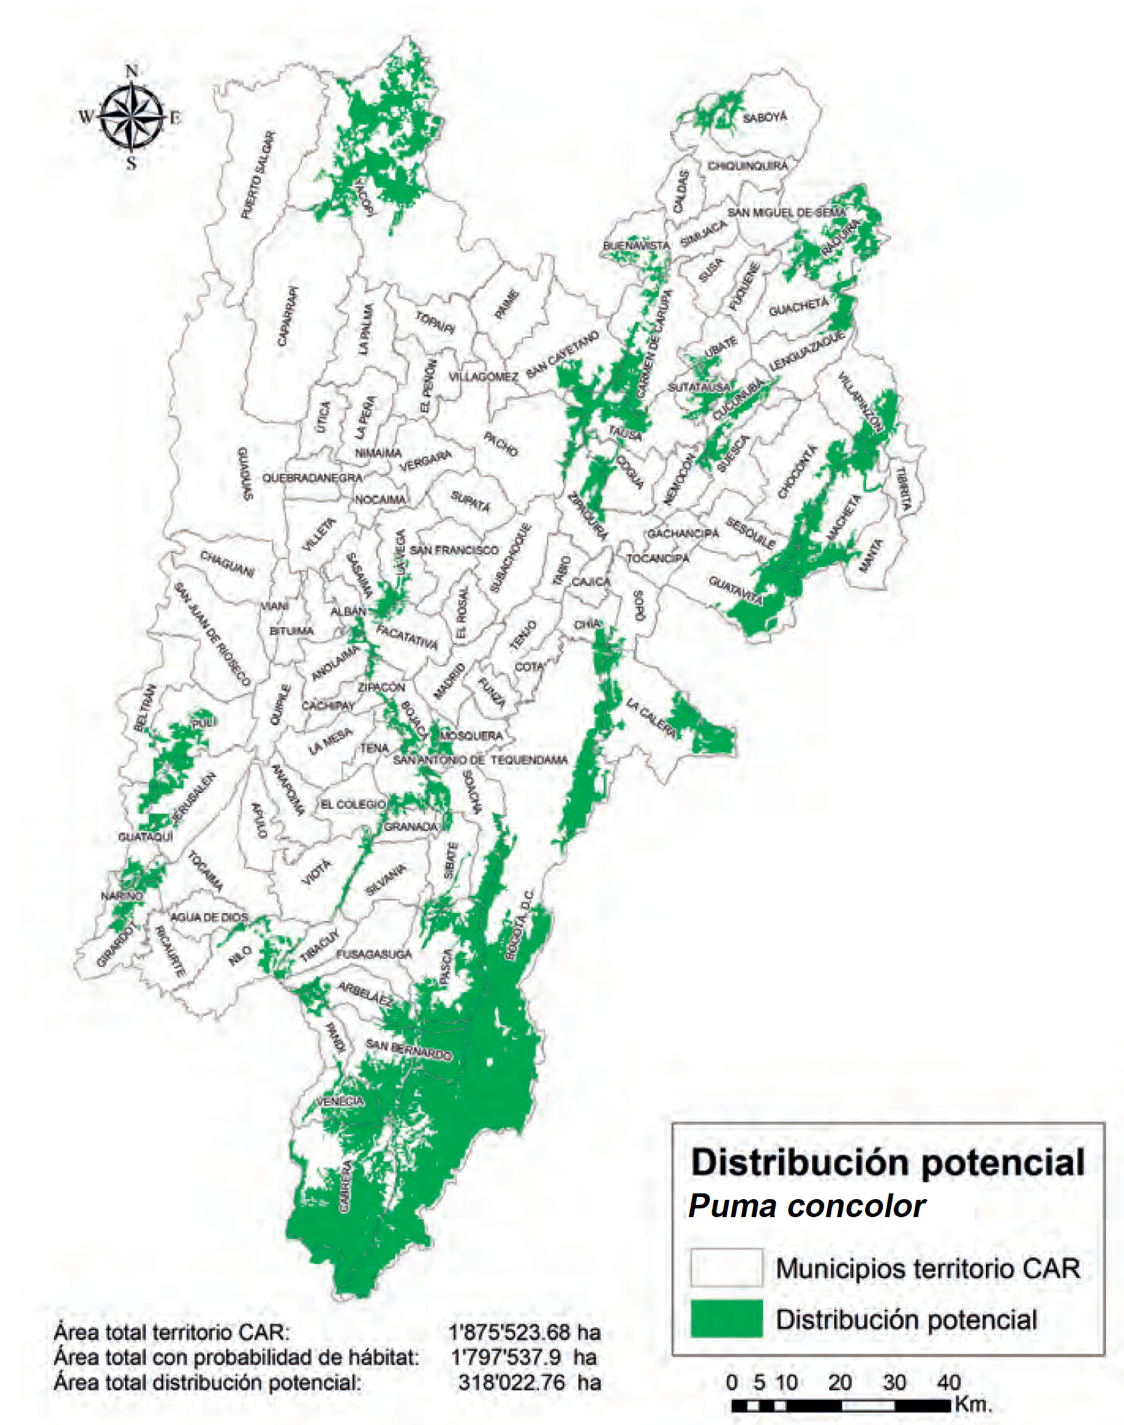 N
W
E
S
SABOYÁ
CHIQUINQUIRÁ
PUERTO SALGAR
CALDAS
YACOPÍ
SAN MIGUEL DE SEMA
SIMIJACA
RÁQUIRA
BUENAVISTA
SUSA
FUQUENE
GUACHETÁ
CAPARRAPÍ
LA PALMA
TOPAIPÍ
PAIME
CARMEN DE CARUPA
UBATÉ
LENGUAZAQUE
SAN CAYETANO
EL PEÑÓN
VILLAGÓMEZ
SUTATAUSA
CUCUNUBÁ
VILLAPINZÓN
ÚTICA
LA PEÑA
TAUSA
PACHO
NIMAIMA
VERGARA
SUESCA
CHOCONTÁ
GUADUAS
QUEBRADANEGRA
COGUA
NEMOCÓN
TIBIRITA
NOCAIMA
SUPATÁ
ZIPAQUIRÁ
MACHETÁ
VILLETA
SUBACHOQUE
GACHANCIPÁ
SESQUILÉ
LA VEGA
SAN FRANCISCO
MANTA
CHAGUANÍ
SASAIMA
TABIO
CAJICÁ
TOCANCIPÁ
GUATAVITA
SAN JUAN DE RIOSECO
VIANÍ
ALBÁN
EL ROSAL
SOPÓ
BITUIMA
FACATATIVÁ
TENJO
CHÍA
ANOLAIMA
COTA
BELTRÁN
QUIPILE
ZIPACÓN
MADRID
FUNZA
CACHIPAY
BOJACÁ
PULÍ
LA CALERA
LA MESA
TENA
MOSQUERA
SAN ANTONIO DE TEQUENDAMA
JERUSALÉN
ANAPOIMA
EL COLEGIO
SOACHA
GUATAQUÍ
APULO
GRANADA
TOCAIMA
VIOTÁ
SILVANIA
SIBATÉ
NARIÑO
AGUA DE DIOS
BOGOTÁ, D.C.
GIRARDOT
RICAURTE
NILO
TIBACUY
FUSAGASUGÁ
PASCA
ARBELÁEZ
PANDI
SAN BERNARDO
VENECIA
CABRERA
Distribución potencial
Puma concolor
Municipios territorio CAR
Distribución potencial
Área total territorio CAR: 1'875'523.68 ha
Área total con probabilidad de hábitat: 1'797'537.9 ha
Área total distribución potencial: 318'022.76 ha
0 5 10 20 30 40
Km.